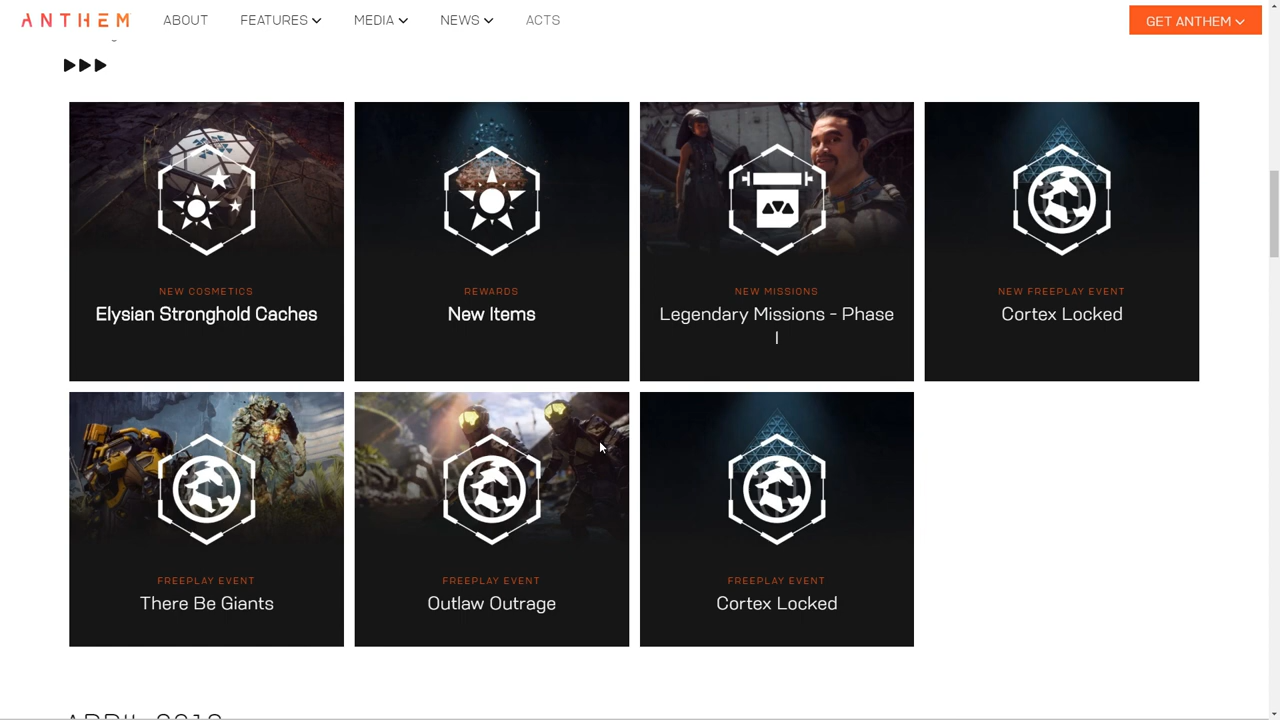 ANTHEM ABOUT FEATURES MEDIA NEWS ACTS GET ANTHEM
NEW COSMETICS
Elysian Stronghold Caches
REWARDS
New Items
NEW MISSIONS
Legendary Missions - Phase
I
NEW FREEPLAY EVENT
Cortex Locked
FREEPLAY EVENT
There Be Giants
FREEPLAY EVENT
Outlaw Outrage
FREEPLAY EVENT
Cortex Locked